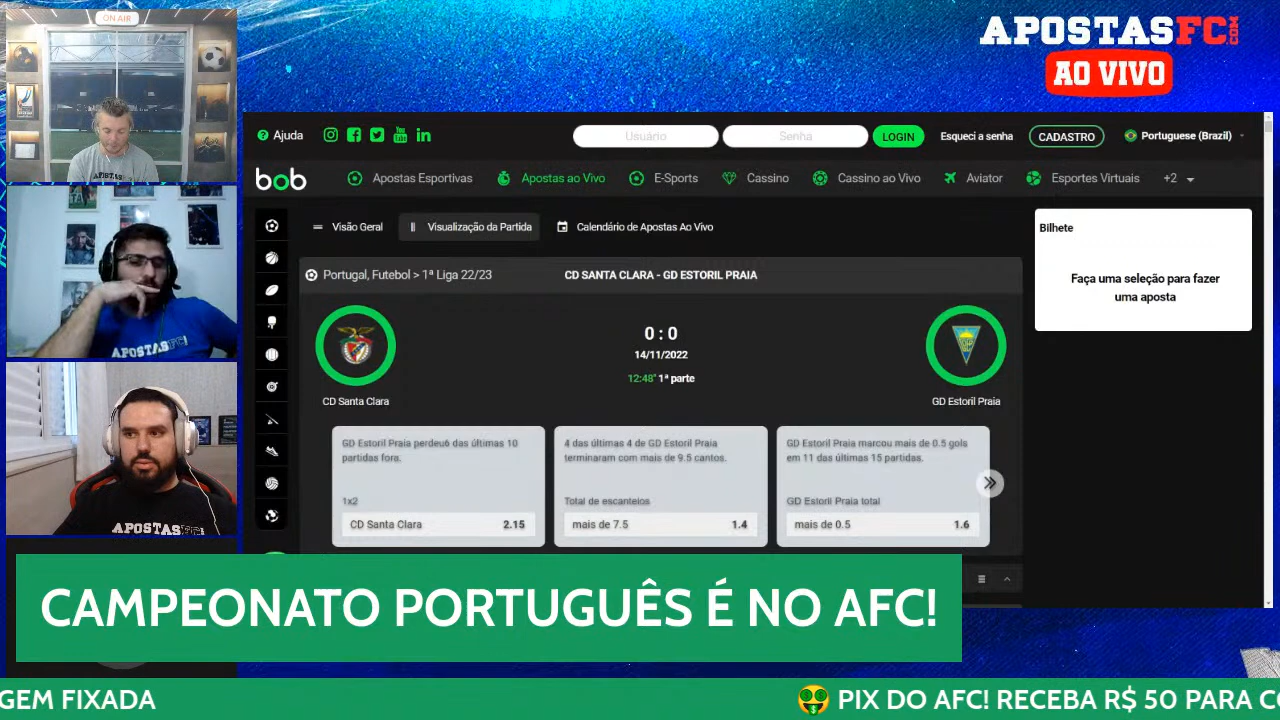 ON AIR
APOSTASFC.COM
AO VIVO
APOSTASFC
APOSTASFC
Ajuda
Usuário
Senha
LOGIN
Esqueci a senha
CADASTRO
Portuguese (Brazil)
bob
Apostas Esportivas
Apostas ao Vivo
E-Sports
Cassino
Cassino ao Vivo
Aviator
Esportes Virtuais
+2
Visão Geral
Visualização da Partida
Calendário de Apostas Ao Vivo
Bilhete
Faça uma seleção para fazer
uma aposta
Portugal, Futebol > 1ª Liga 22/23
CD SANTA CLARA - GD ESTORIL PRAIA
0 : 0
14/11/2022
12:48" 1ª parte
CD Santa Clara
GD Estoril Praia
GD Estoril Praia perdeu6 das últimas 10
partidas fora.
1x2
CD Santa Clara 2.15
4 das últimas 4 de GD Estoril Praia
terminaram com mais de 9.5 cantos.
Total de escanteios
mais de 7.5 1.4
GD Estoril Praia marcou mais de 0.5 gols
em 11 das últimas 15 partidas.
GD Estoril Praia total
mais de 0.5 1.6
CAMPEONATO PORTUGUÊS É NO AFC!
GEM FIXADA
PIX DO AFC! RECEBA R$ 50 PARA CO